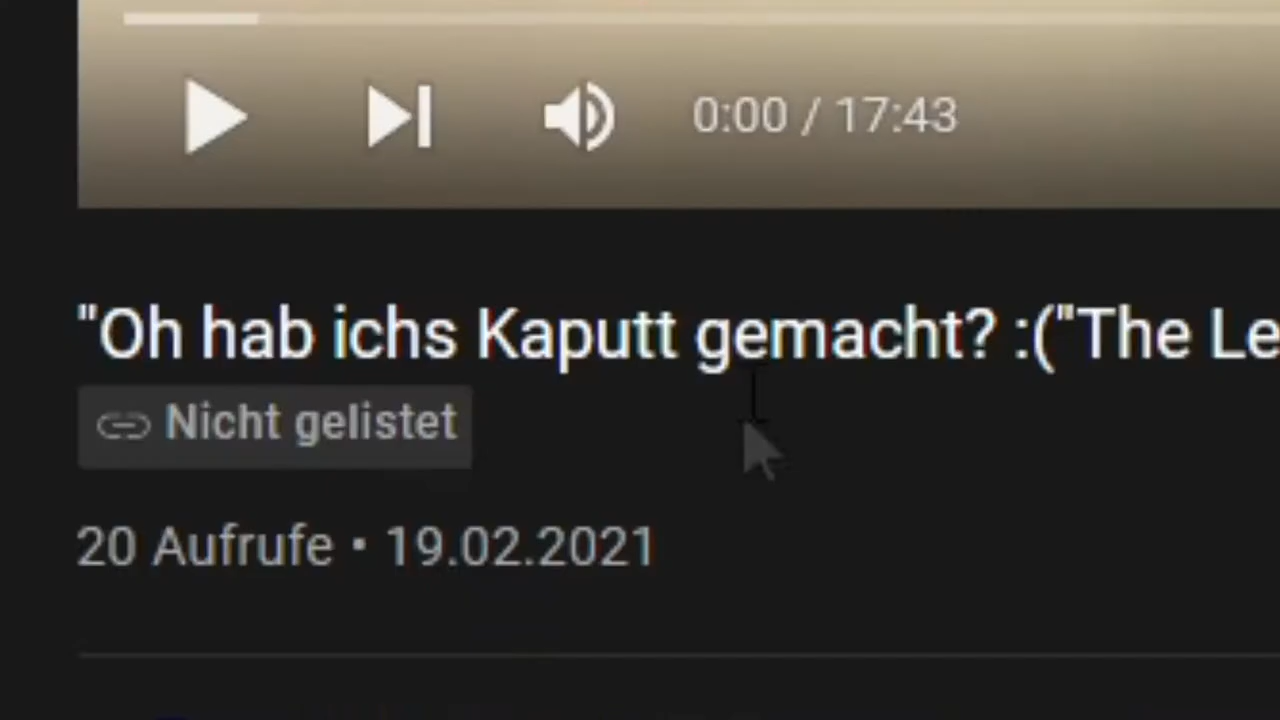 0:00 / 17:43
"Oh hab ichs Kaputt gemacht? :("The Le
Nicht gelistet
20 Aufrufe • 19.02.2021